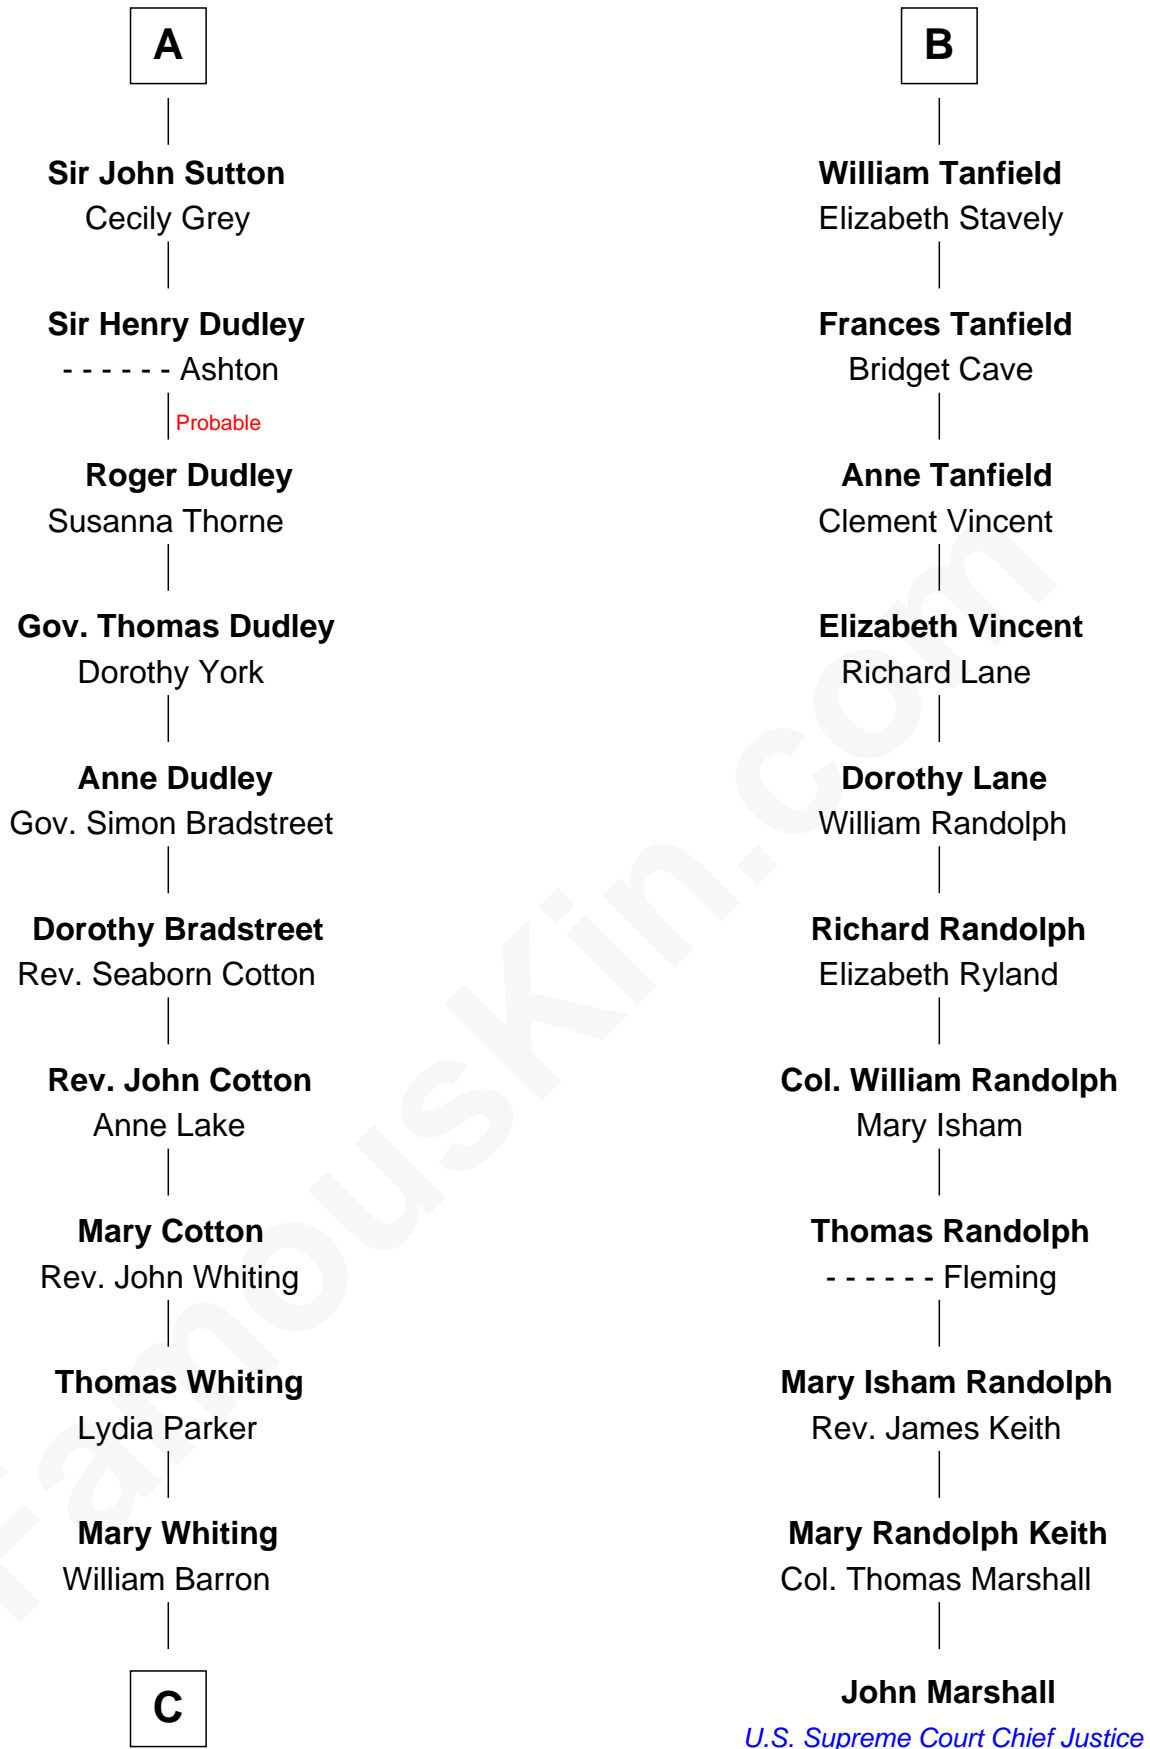 A
Sir John Sutton
Cecily Grey
Sir Henry Dudley
- - - - - - Ashton
Probable
Roger Dudley
Susanna Thorne
Gov. Thomas Dudley
Dorothy York
Anne Dudley
Gov. Simon Bradstreet
Dorothy Bradstreet
Rev. Seaborn Cotton
Rev. John Cotton
Anne Lake
Mary Cotton
Rev. John Whiting
Thomas Whiting
Lydia Parker
Mary Whiting
William Barron
C
B
William Tanfield
Elizabeth Stavely
Frances Tanfield
Bridget Cave
Anne Tanfield
Clement Vincent
Elizabeth Vincent
Richard Lane
Dorothy Lane
William Randolph
Richard Randolph
Elizabeth Ryland
Col. William Randolph
Mary Isham
Thomas Randolph
- - - - - - Fleming
Mary Isham Randolph
Rev. James Keith
Mary Randolph Keith
Col. Thomas Marshall
John Marshall
U.S. Supreme Court Chief Justice
FamousKin.com